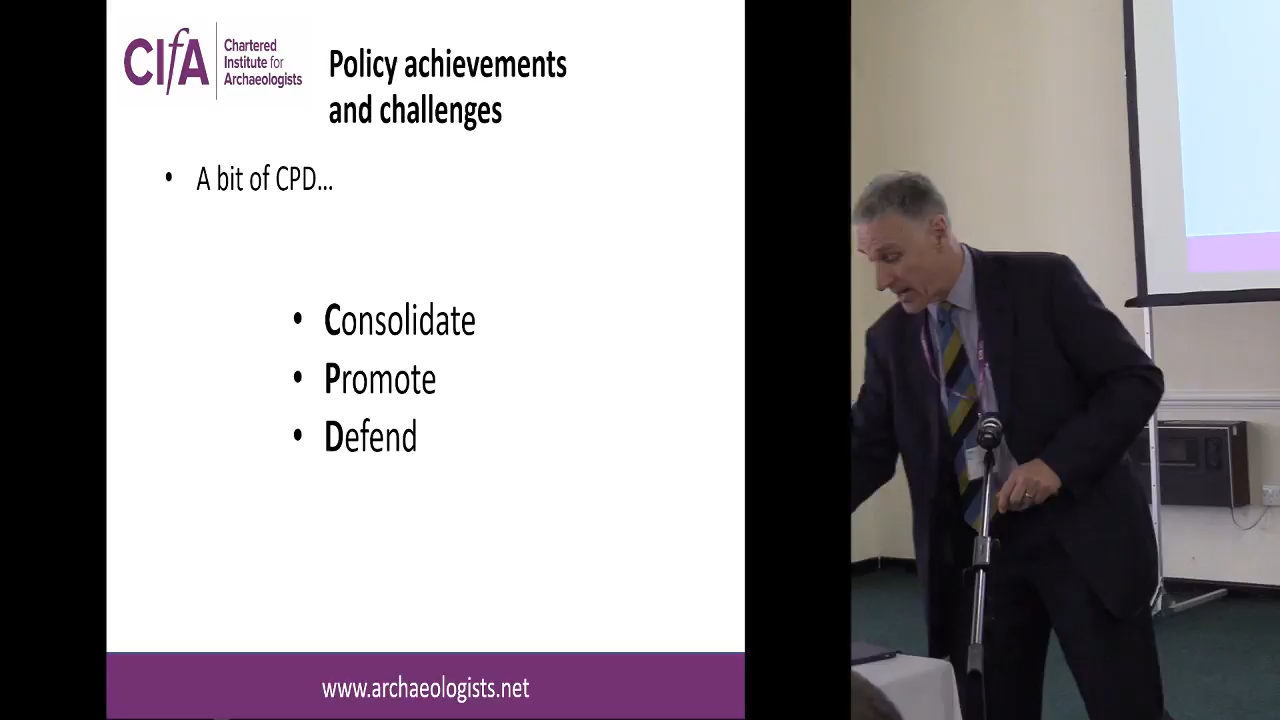 CIfA
Chartered
Institute for
Archaeologists
Policy achievements
and challenges
• A bit of CPD...
• Consolidate
• Promote
• Defend
www.archaeologists.net